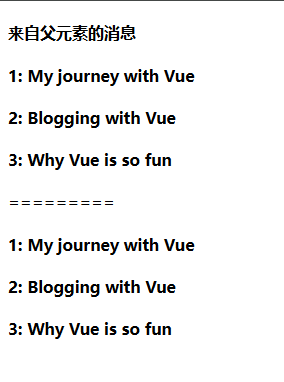 来自父元素的消息
1: My journey with Vue
2: Blogging with Vue
3: Why Vue is so fun
=========
1: My journey with Vue
2: Blogging with Vue
3: Why Vue is so fun